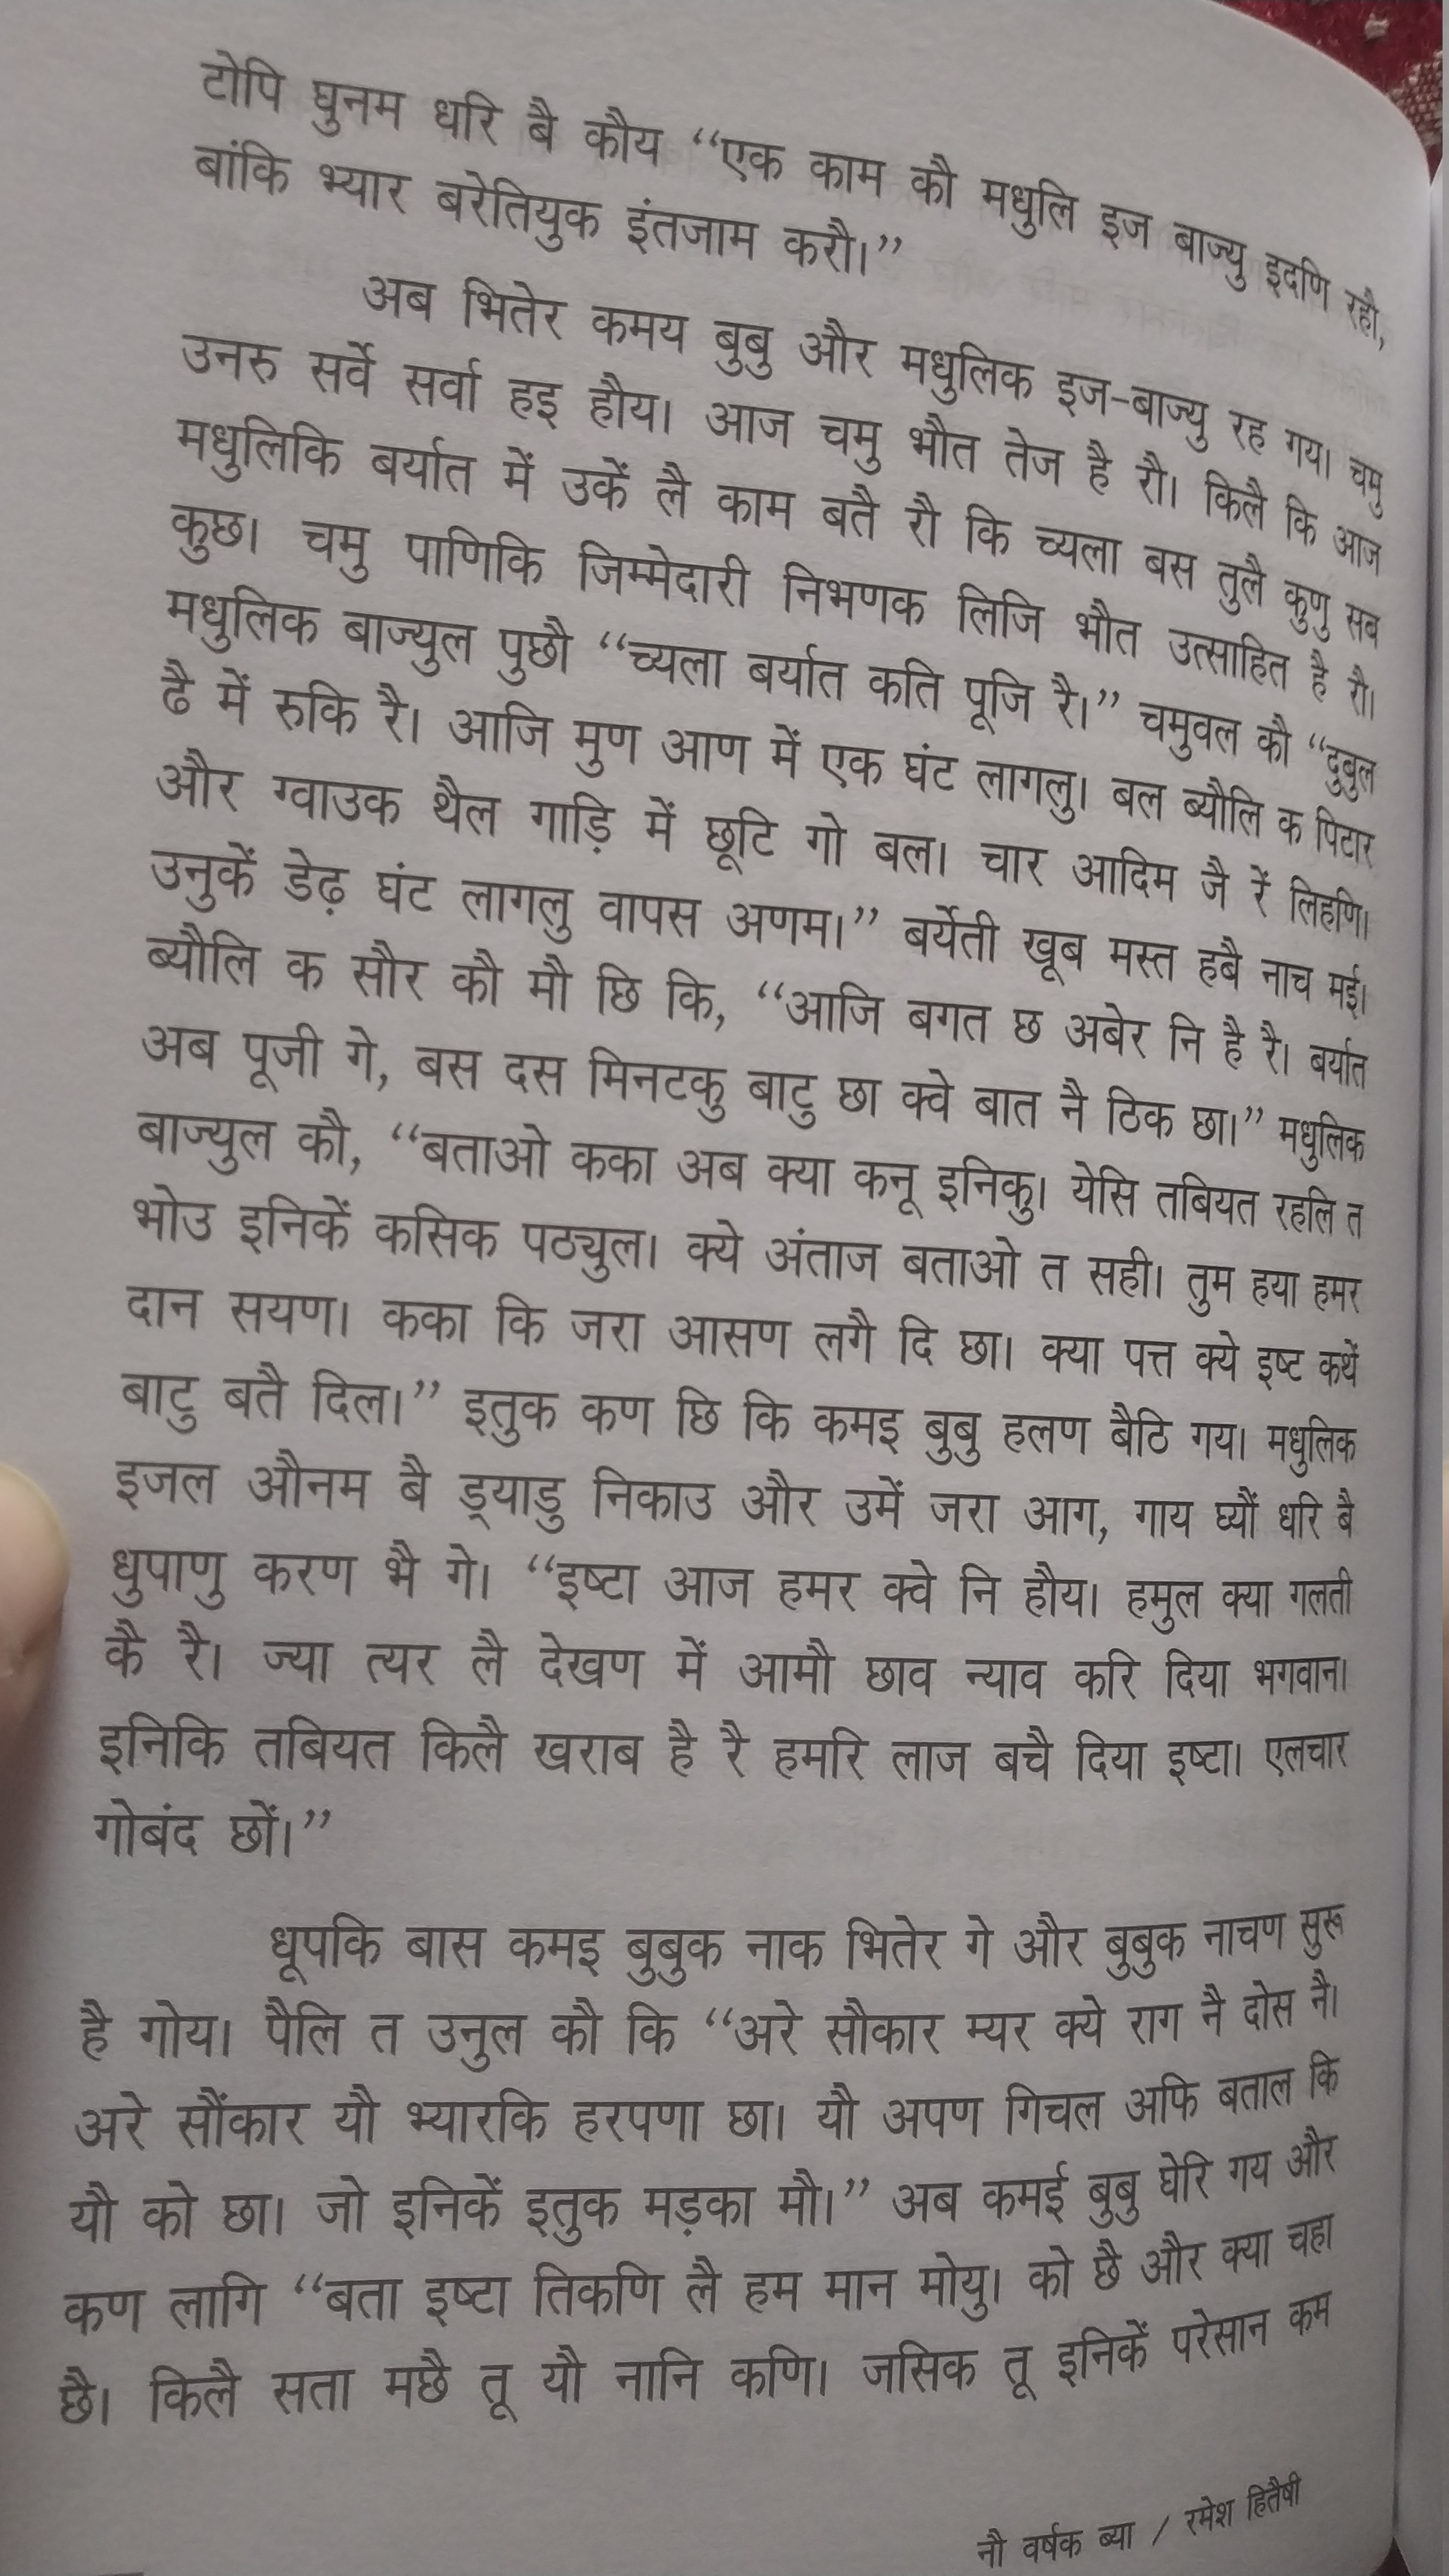 टोपि घुनम धरि बै कौय “एक काम कौ मधुलि इज बाज्यु इदणि रहौ,
बांकि भ्यार बरेतियुक इंतजाम करौ।”
अब भितेर कमय बुबु और मधुलिक इज-बाज्यु रह गय। चमु
उनरु सर्वे सर्वा हइ हौय। आज चमु भौत तेज है रौ। किलै कि आज
मधुलिकि बर्यात में उकें लै काम बतै रौ कि च्यला बस तुलै कुणु सब
कुछ। चमु पाणिकि जिम्मेदारी निभणक लिजि भौत उत्साहित है रौ।
मधुलिक बाज्युल पुछौ “च्यला बर्यात कति पूजि रै।” चमुवल कौ “दुबुल
ढै में रुकि रै। आजि मुण आण में एक घंट लागलु। बल ब्यौलि क पिटार
और ग्वाउक थैल गाड़ि में छूटि गो बल। चार आदिम जै रें लिहणि।
उनुकें डेढ़ घंट लागलु वापस अणम।” बर्येती खूब मस्त हबै नाच मई।
ब्यौलि क सौर कौ मौ छि कि, “आजि बगत छ अबेर नि है रै। बर्यात
अब पूजी गे, बस दस मिनटकु बाटु छा क्वे बात नै ठिक छा।” मधुलिक
बाज्युल कौ, “बताओ कका अब क्या कनू इनिकु। येसि तबियत रहलि त
भोउ इनिकें कसिक पठ्युल। क्ये अंताज बताओ त सही। तुम हया हमर
दान सयण। कका कि जरा आसण लगै दि छा। क्या पत्त क्ये इष्ट कथें
बाटु बतै दिल।” इतुक कण छि कि कमइ बुबु हलण बैठि गय। मधुलिक
इजल औनम बै ड्याडु निकाउ और उमें जरा आग, गाय घ्यौं धरि बै
धुपाणु करण भै गे। “इष्टा आज हमर क्वे नि हौय। हमुल क्या गलती
कै रै। ज्या त्यर लै देखण में आमौ छाव न्याव करि दिया भगवान।
इनिकि तबियत किलै खराब है रै हमरि लाज बचै दिया इष्टा। एलचार
गोबंद छों।”
धूपकि बास कमइ बुबुक नाक भितेर गे और बुबुक नाचण सुरू
है गोय। पैलि त उनुल कौ कि “अरे सौकार म्यर क्ये राग नै दोस नै।
अरे सौंकार यौ भ्यारकि हरपणा छा। यौ अपण गिचल अफि बताल कि
यौ को छा। जो इनिकें इतुक मड़का मौ।” अब कमई बुबु घेरि गय और
कण लागि “बता इष्टा तिकणि लै हम मान मोयु। को छै और क्या चहा
छै। किलै सता मछै तू यौ नानि कणि। जसिक तू इनिकें परेसान कम
नौ वर्षक ब्या / रमेश हितैषी